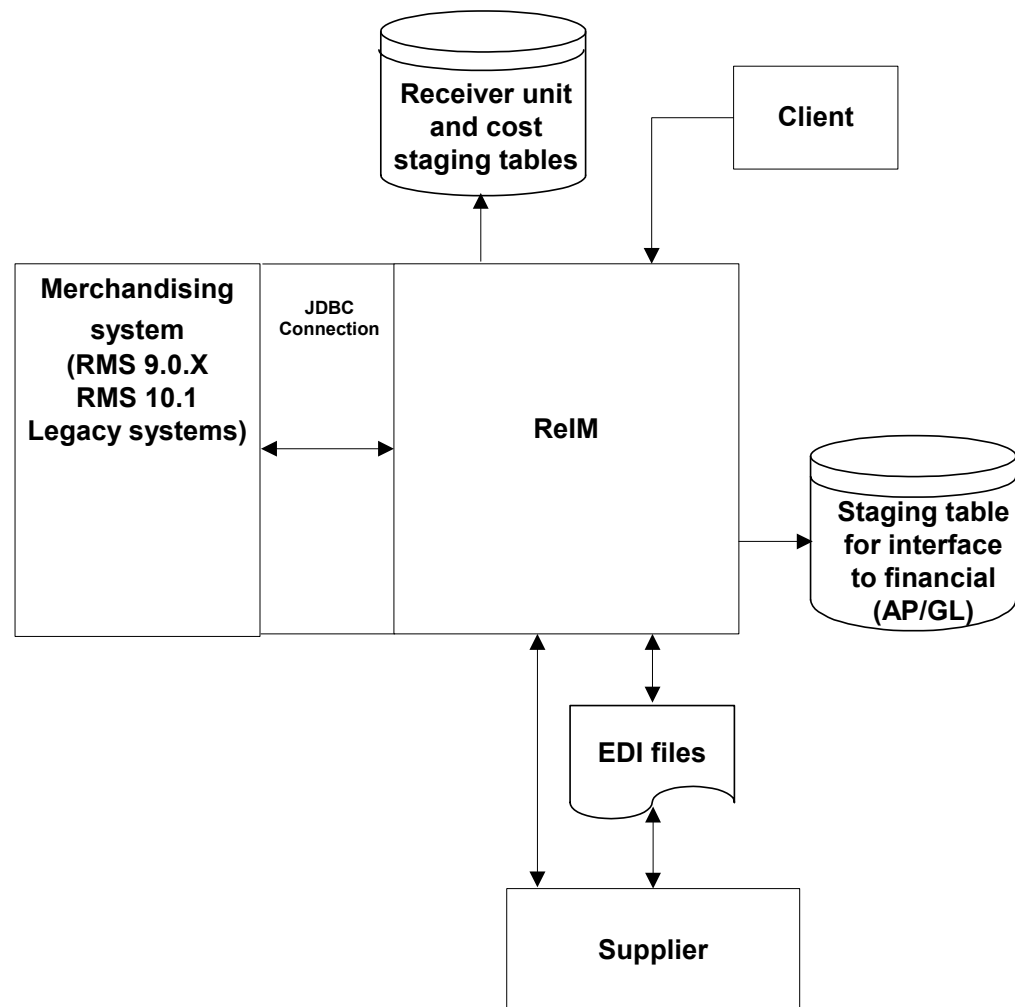 Receiver unit
and cost
staging tables
Client
Merchandising
system
(RMS 9.0.X
RMS 10.1
Legacy systems)
JDBC
Connection
ReIM
Staging table
for interface
to financial
(AP/GL)
EDI files
Supplier